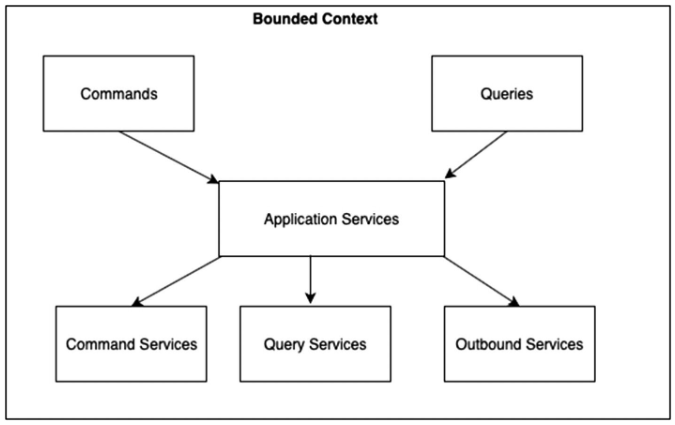 Bounded Context
Commands
Queries
Application Services
Command Services
Query Services
Outbound Services